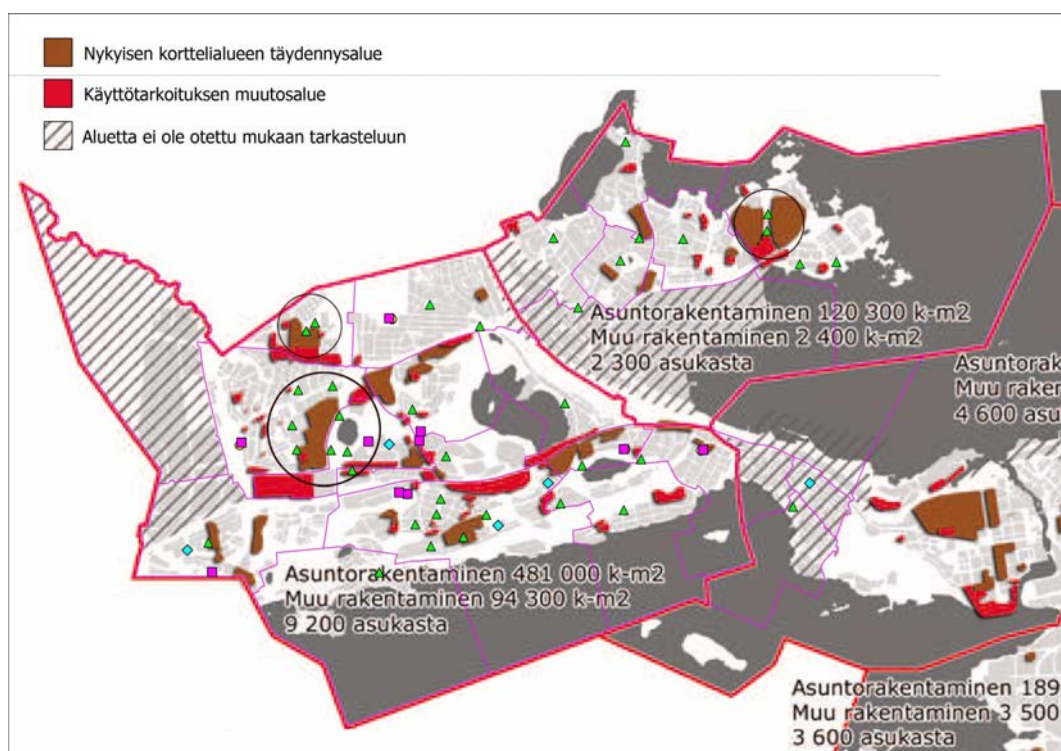 Nykyisen korttelialueen täydennysalue
Käyttötarkoituksen muutosalue
Aluetta ei ole otettu mukaan tarkasteluun
Asuntorakentaminen 120 300 k-m2
Muu rakentaminen 2 400 k-m2
2 300 asukasta
Asuntorak
Muu raken
4 600 asu
Asuntorakentaminen 481 000 k-m2
Muu rakentaminen 94 300 k-m2
9 200 asukasta
Asuntorakentaminen 189
Muu rakentaminen 3 500
3 600 asukasta